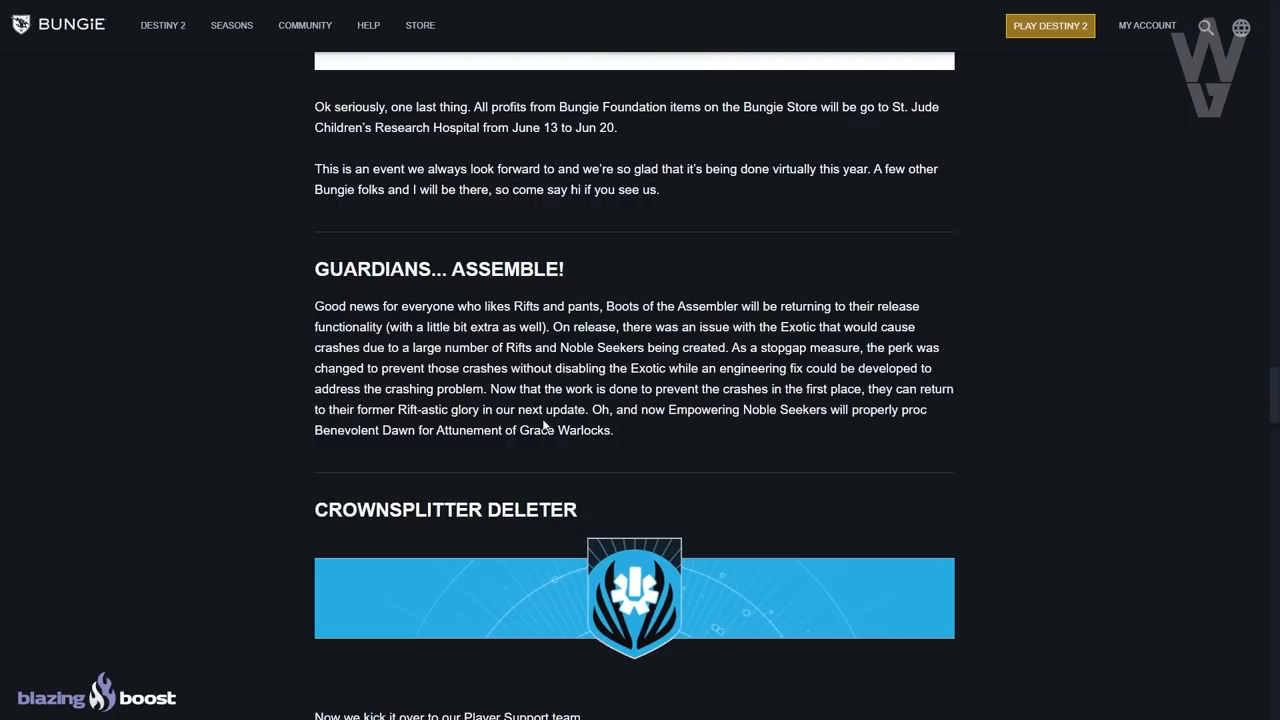 BUNGiE
DESTINY 2
SEASONS
COMMUNITY
HELP
STORE
PLAY DESTINY 2
MY ACCOUNT
Ok seriously, one last thing. All profits from Bungie Foundation items on the Bungie Store will be go to St. Jude
Children's Research Hospital from June 13 to Jun 20.
This is an event we always look forward to and we're so glad that it's being done virtually this year. A few other
Bungie folks and I will be there, so come say hi if you see us.
GUARDIANS... ASSEMBLE!
Good news for everyone who likes Rifts and pants, Boots of the Assembler will be returning to their release
functionality (with a little bit extra as well). On release, there was an issue with the Exotic that would cause
crashes due to a large number of Rifts and Noble Seekers being created. As a stopgap measure, the perk was
changed to prevent those crashes without disabling the Exotic while an engineering fix could be developed to
address the crashing problem. Now that the work is done to prevent the crashes in the first place, they can return
to their former Rift-astic glory in our next update. Oh, and now Empowering Noble Seekers will properly proc
Benevolent Dawn for Attunement of Grace Warlocks.
CROWNSPLITTER DELETER
blazing boost
Now we kick it over to our Player Support team